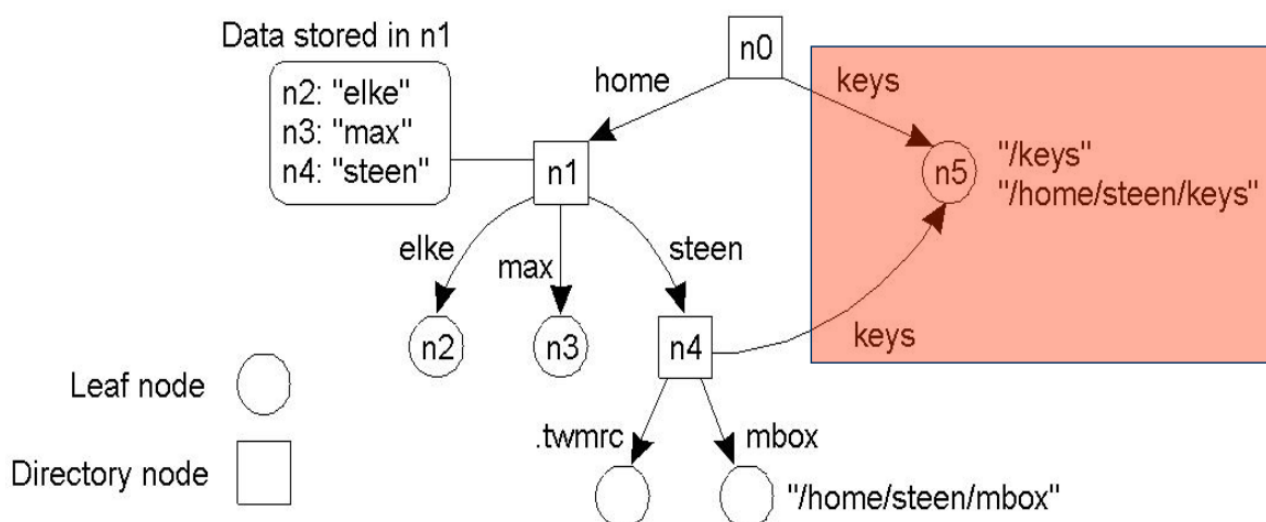 Data stored in n1
n2: "elke"
n3: "max"
n4: "steen"
n0
home
keys
n1
n5
"/keys"
"/home/steen/keys"
elke
max
steen
n2
n3
n4
keys
Leaf node
.twmrc
mbox
Directory node
"/home/steen/mbox"